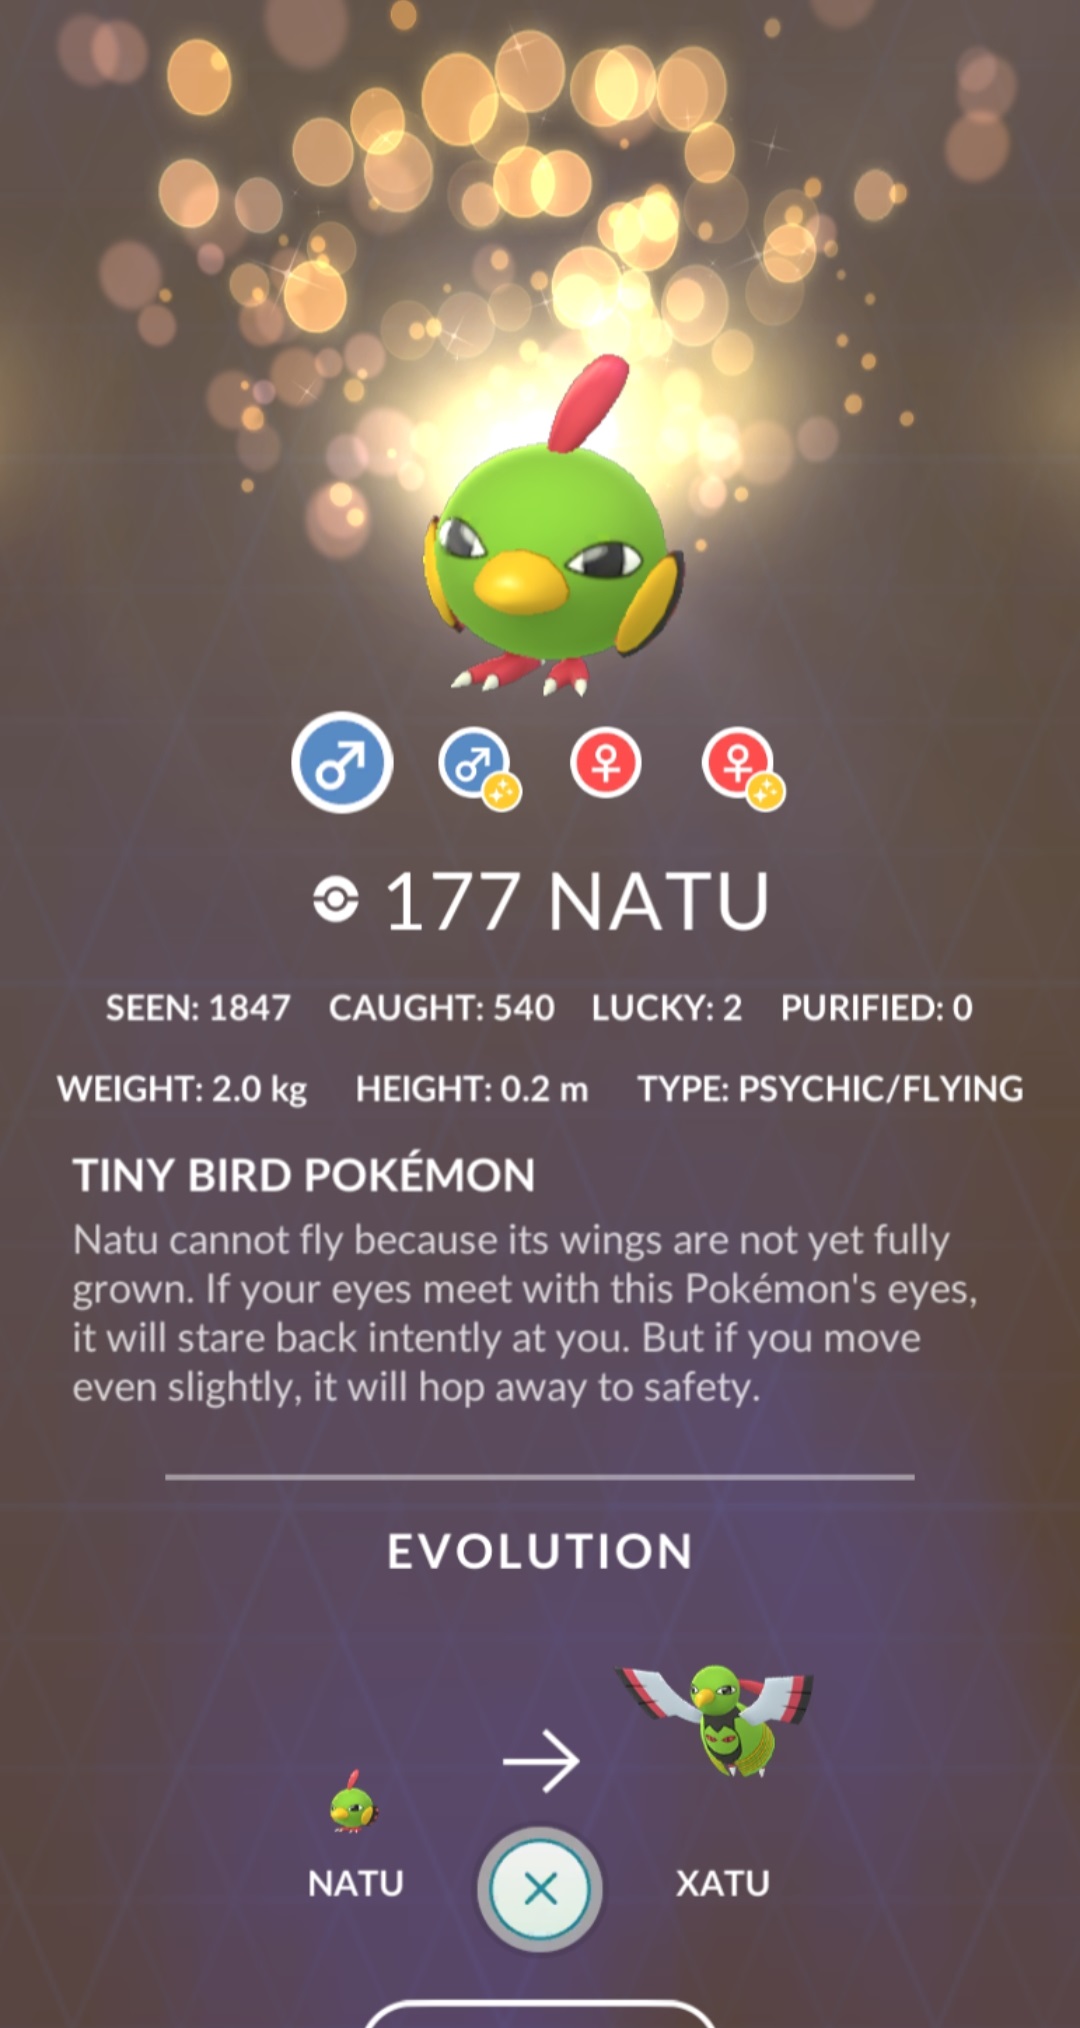 177 NATU
SEEN: 1847 CAUGHT: 540 LUCKY: 2 PURIFIED: 0
WEIGHT: 2.0 kg HEIGHT: 0.2 m TYPE: PSYCHIC/FLYING
TINY BIRD POKÉMON
Natu cannot fly because its wings are not yet fully
grown. If your eyes meet with this Pokémon's eyes,
it will stare back intently at you. But if you move
even slightly, it will hop away to safety.
EVOLUTION
NATU XATU